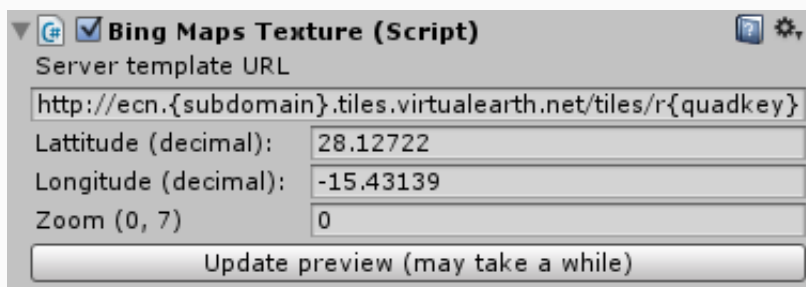 Bing Maps Texture (Script)
Server template URL
http://ecn.{subdomain}.tiles.virtualearth.net/tiles/r{quadkey}
Lattitude (decimal): 28.12722
Longitude (decimal): -15.43139
Zoom (0, 7) 0
Update preview (may take a while)